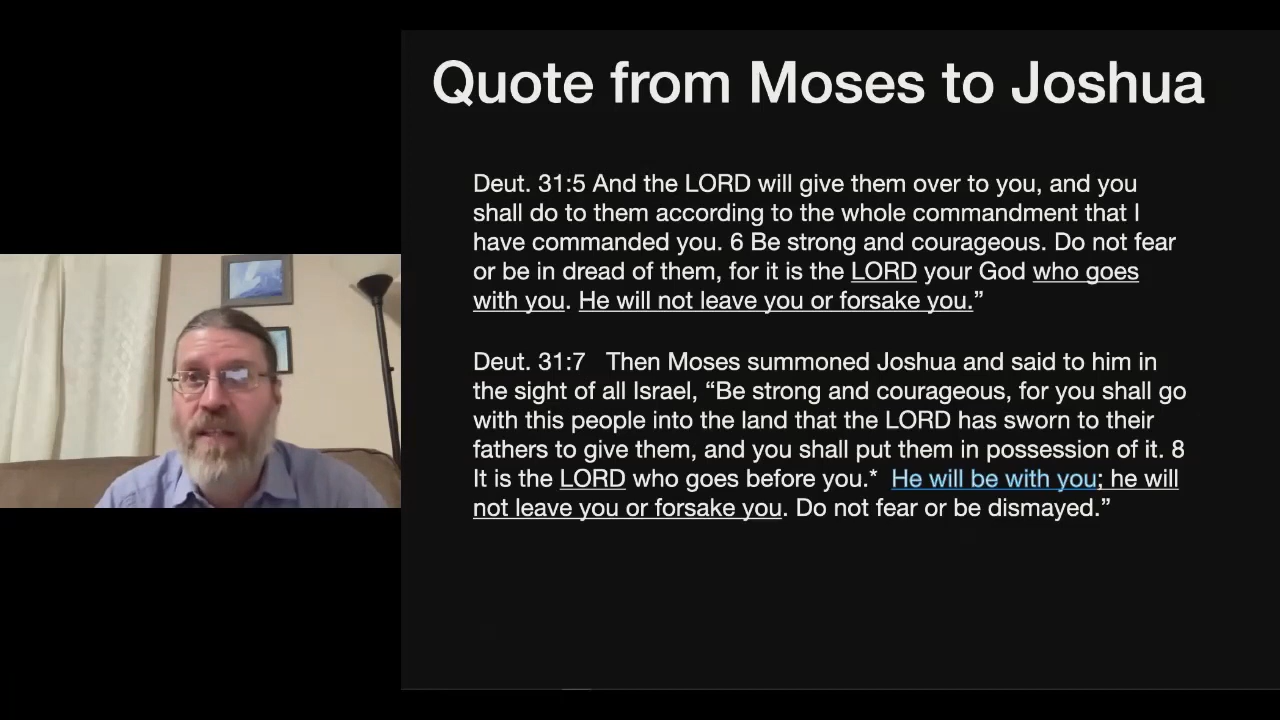 Quote from Moses to Joshua
Deut. 31:5 And the LORD will give them over to you, and you
shall do to them according to the whole commandment that I
have commanded you. 6 Be strong and courageous. Do not fear
or be in dread of them, for it is the LORD your God who goes
with you. He will not leave you or forsake you.”
Deut. 31:7 Then Moses summoned Joshua and said to him in
the sight of all Israel, “Be strong and courageous, for you shall go
with this people into the land that the LORD has sworn to their
fathers to give them, and you shall put them in possession of it. 8
It is the LORD who goes before you.* He will be with you; he will
not leave you or forsake you. Do not fear or be dismayed.”